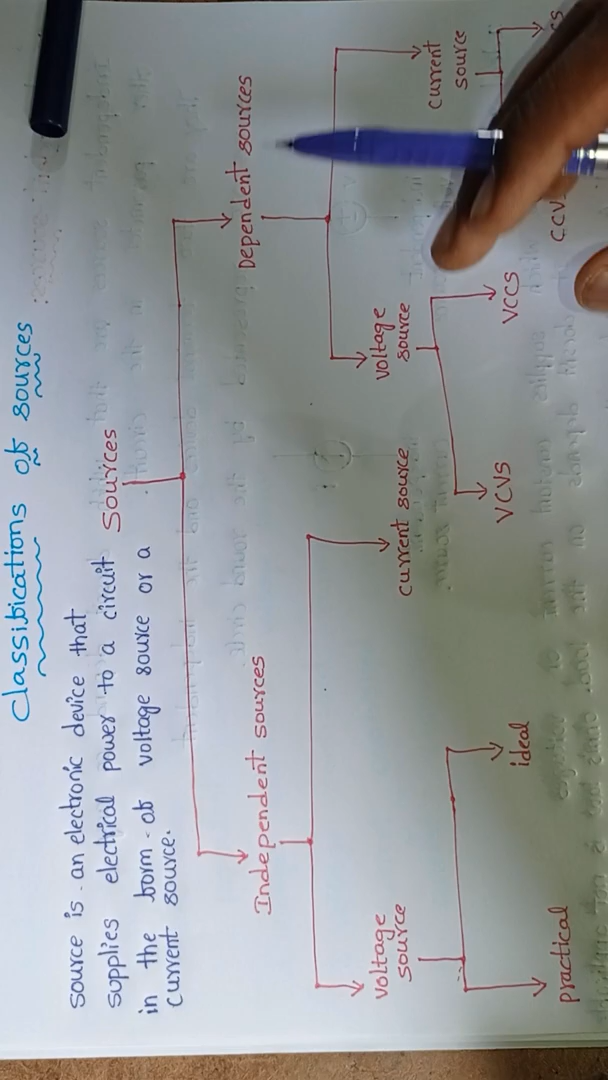 Classifications of sources
source is an electronic device that
supplies electrical power to a circuit
in the form of voltage source or a
current source.
Sources
Independent sources
Dependent sources
Voltage
source
current source
Voltage
source
current
source
practical
ideal
VCVS
VCCS